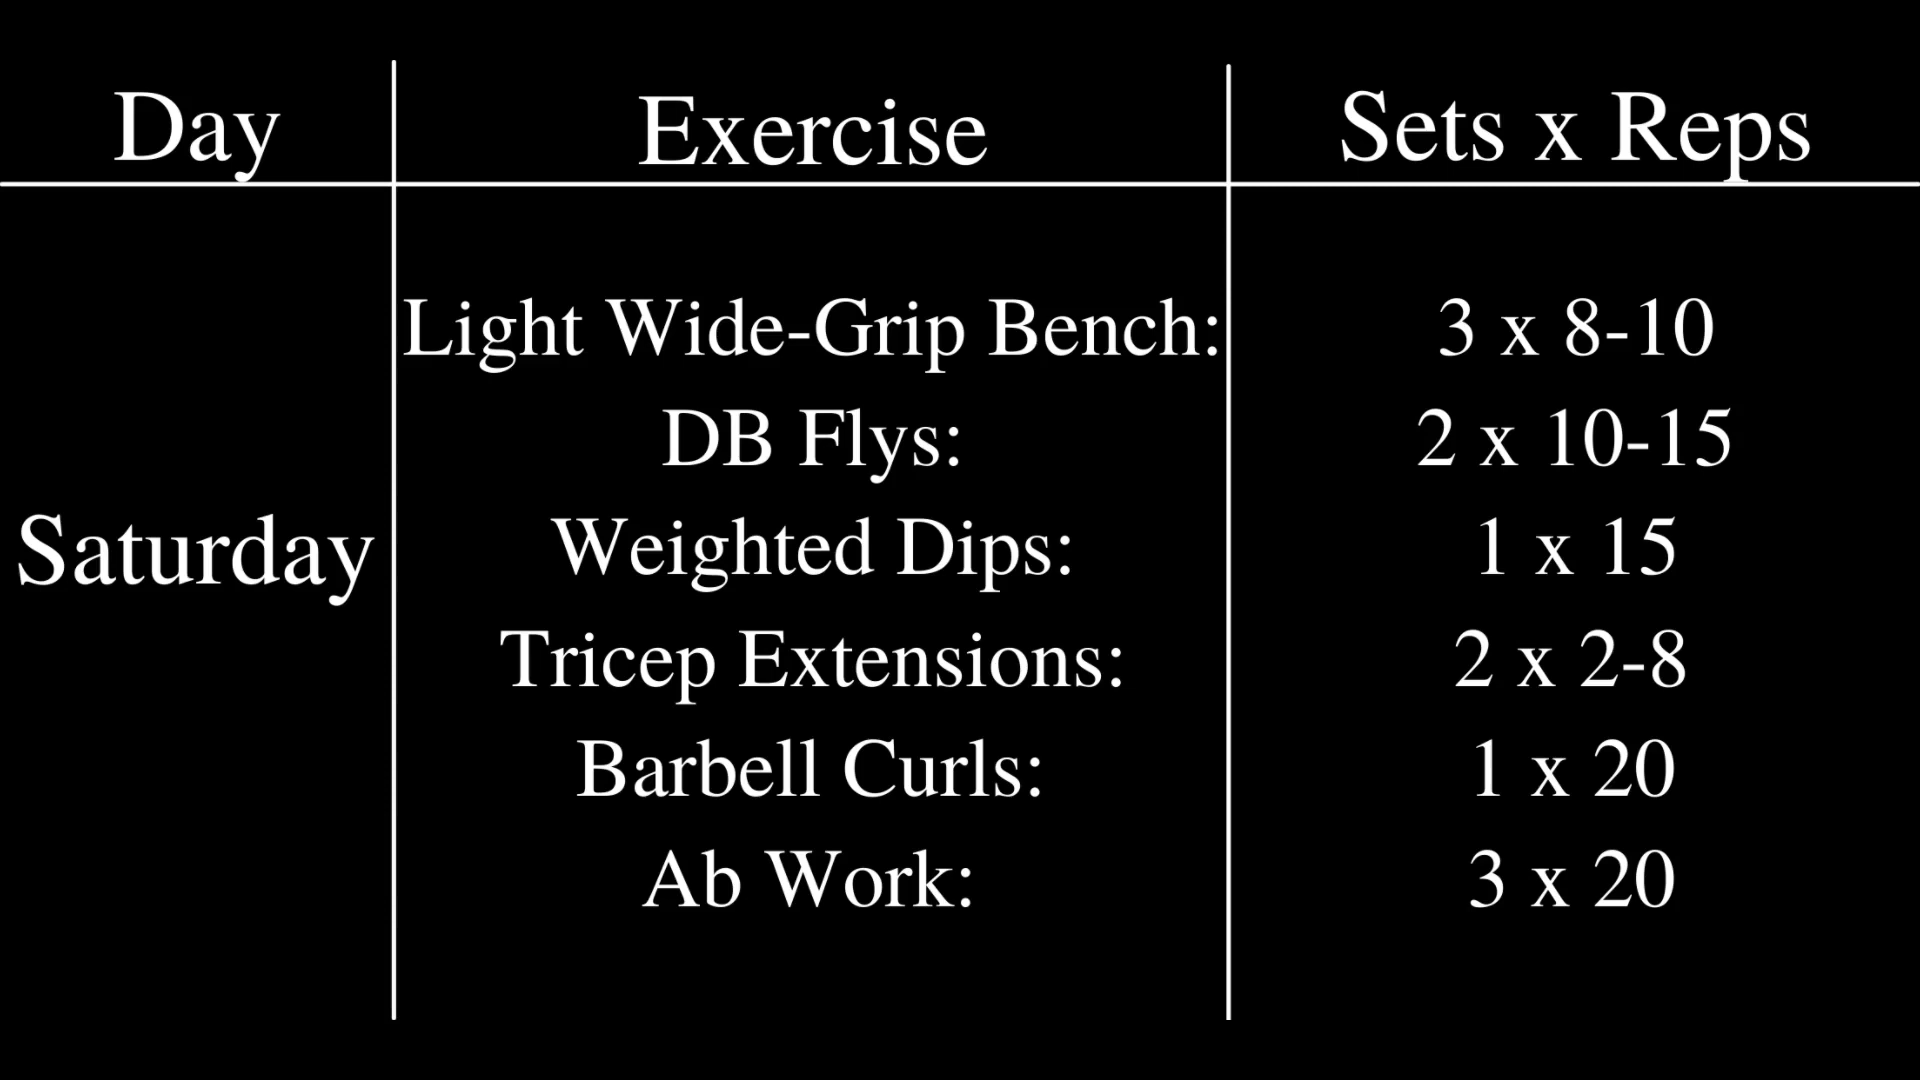 Day Exercise Sets x Reps
Light Wide-Grip Bench: 3 x 8-10
DB Flys: 2 x 10-15
Saturday Weighted Dips: 1 x 15
Tricep Extensions: 2 x 2-8
Barbell Curls: 1 x 20
Ab Work: 3 x 20